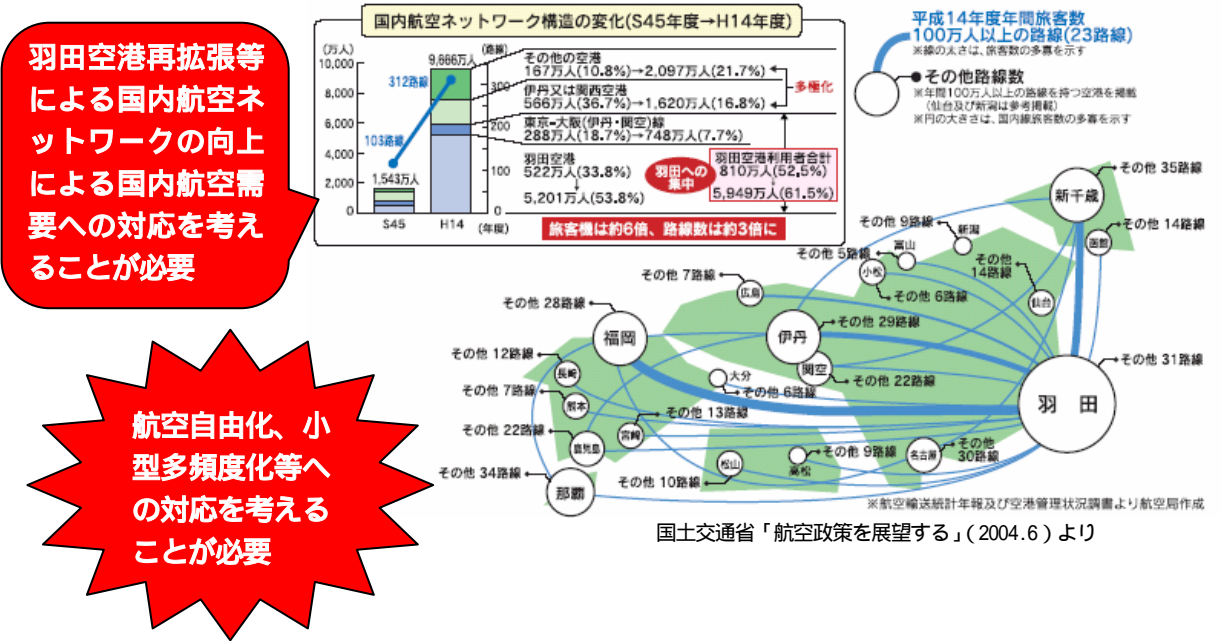 羽田空港再拡張等
による国内航空ネ
ットワークの向上
による国内航空需
要への対応を考え
ることが必要
航空自由化、小
型多頻度化等へ
の対応を考える
ことが必要
国内航空ネットワーク構造の変化(S45年度→H14年度)
(万人)
10,000
8,000
6,000
4,000
2,000
0
S45
H14
(年度)
(路線)
300
200
100
0
9,666万人
312路線
103路線
1,543万人
その他の空港
167万人(10.8%)→2,097万人(21.7%)
伊丹又は関西空港
566万人(36.7%)→1,620万人(16.8%)
多極化
東京−大阪(伊丹・関空)線
288万人(18.7%)→748万人(7.7%)
羽田空港
522万人(33.8%)
↓
5,201万人(53.8%)
羽田への
集中
羽田空港利用者合計
810万人(52.5%)
↓
5,949万人(61.5%)
旅客機は約6倍、路線数は約3倍に
平成14年度年間旅客数
100万人以上の路線(23路線)
※線の太さは、旅客数の多寡を示す
その他路線数
※年間100万人以上の路線を持つ空港を掲載
(仙台及び新潟は参考掲載)
※円の大きさは、国内線旅客数の多寡を示す
その他 35路線
新千歳
その他 14路線
函館
その他 9路線
新潟
富山
その他 5路線
小松
その他 6路線
その他
14路線
仙台
その他 7路線
広島
その他 28路線
福岡
その他 29路線
伊丹
関空
その他 22路線
その他 31路線
羽 田
その他 12路線
長崎
大分
その他 6路線
その他 7路線
熊本
その他 13路線
宮崎
その他 22路線
鹿児島
その他 34路線
那覇
松山
その他 10路線
高松
その他 9路線
名古屋
その他
30路線
※航空輸送統計年報及び空港管理状況調書より航空局作成
国土交通省「航空政策を展望する」(2004.6)より